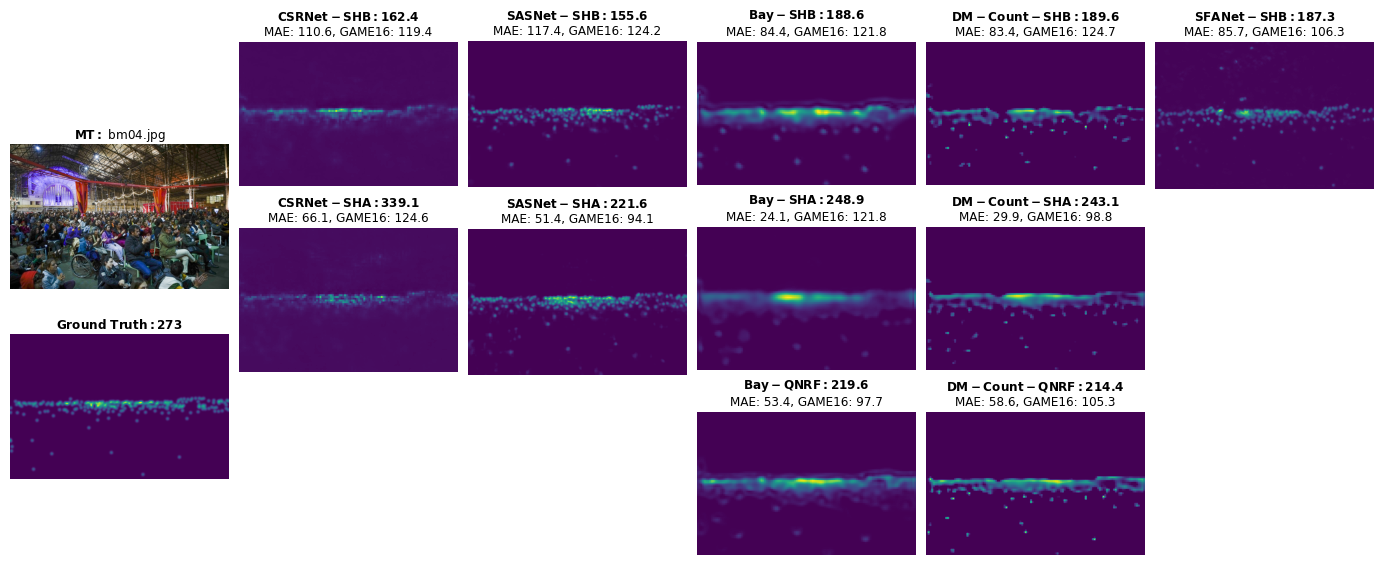 CSRNet − SHB : 162.4
MAE: 110.6, GAME16: 119.4
SASNet − SHB : 155.6
MAE: 117.4, GAME16: 124.2
Bay − SHB : 188.6
MAE: 84.4, GAME16: 121.8
DM − Count − SHB : 189.6
MAE: 83.4, GAME16: 124.7
SFANet − SHB : 187.3
MAE: 85.7, GAME16: 106.3
MT : bm04.jpg
CSRNet − SHA : 339.1
MAE: 66.1, GAME16: 124.6
SASNet − SHA : 221.6
MAE: 51.4, GAME16: 94.1
Bay − SHA : 248.9
MAE: 24.1, GAME16: 121.8
DM − Count − SHA : 243.1
MAE: 29.9, GAME16: 98.8
Ground Truth : 273
Bay − QNRF : 219.6
MAE: 53.4, GAME16: 97.7
DM − Count − QNRF : 214.4
MAE: 58.6, GAME16: 105.3